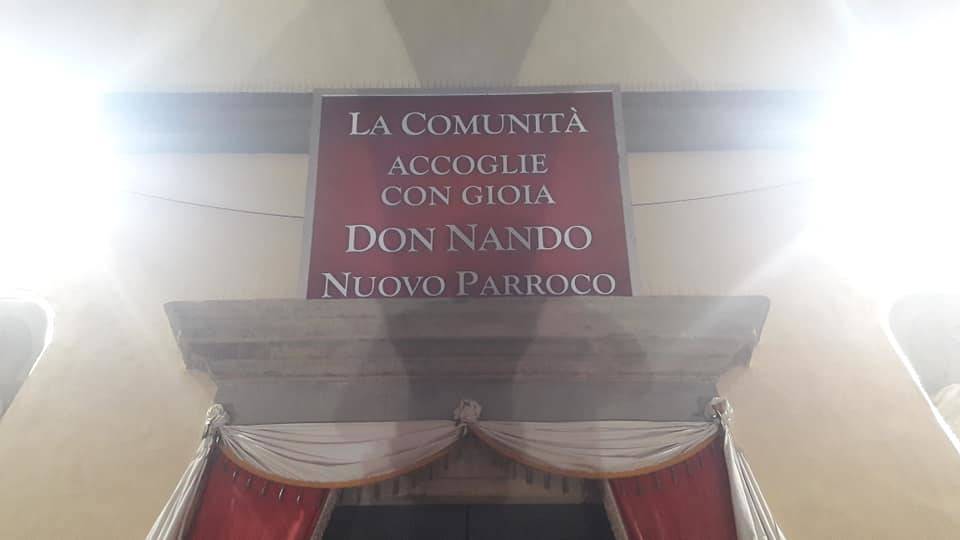 LA COMUNITÀ
ACCOGLIE
CON GIOIA
DON NANDO
NUOVO PARROCO